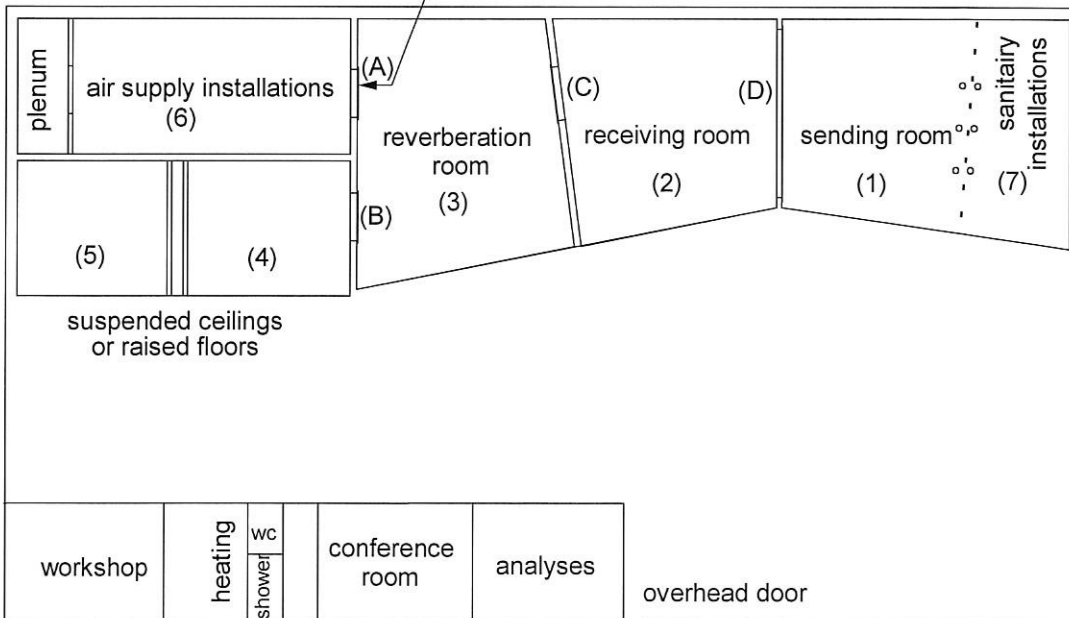 plenum
air supply installations
(6)
(A)
reverberation
room
(3)
(C)
receiving room
(2)
(D)
sending room
(1)
sanitairy
installations
(7)
(B)
(5)
(4)
suspended ceilings
or raised floors
workshop
heating
wc
shower
conference
room
analyses
overhead door